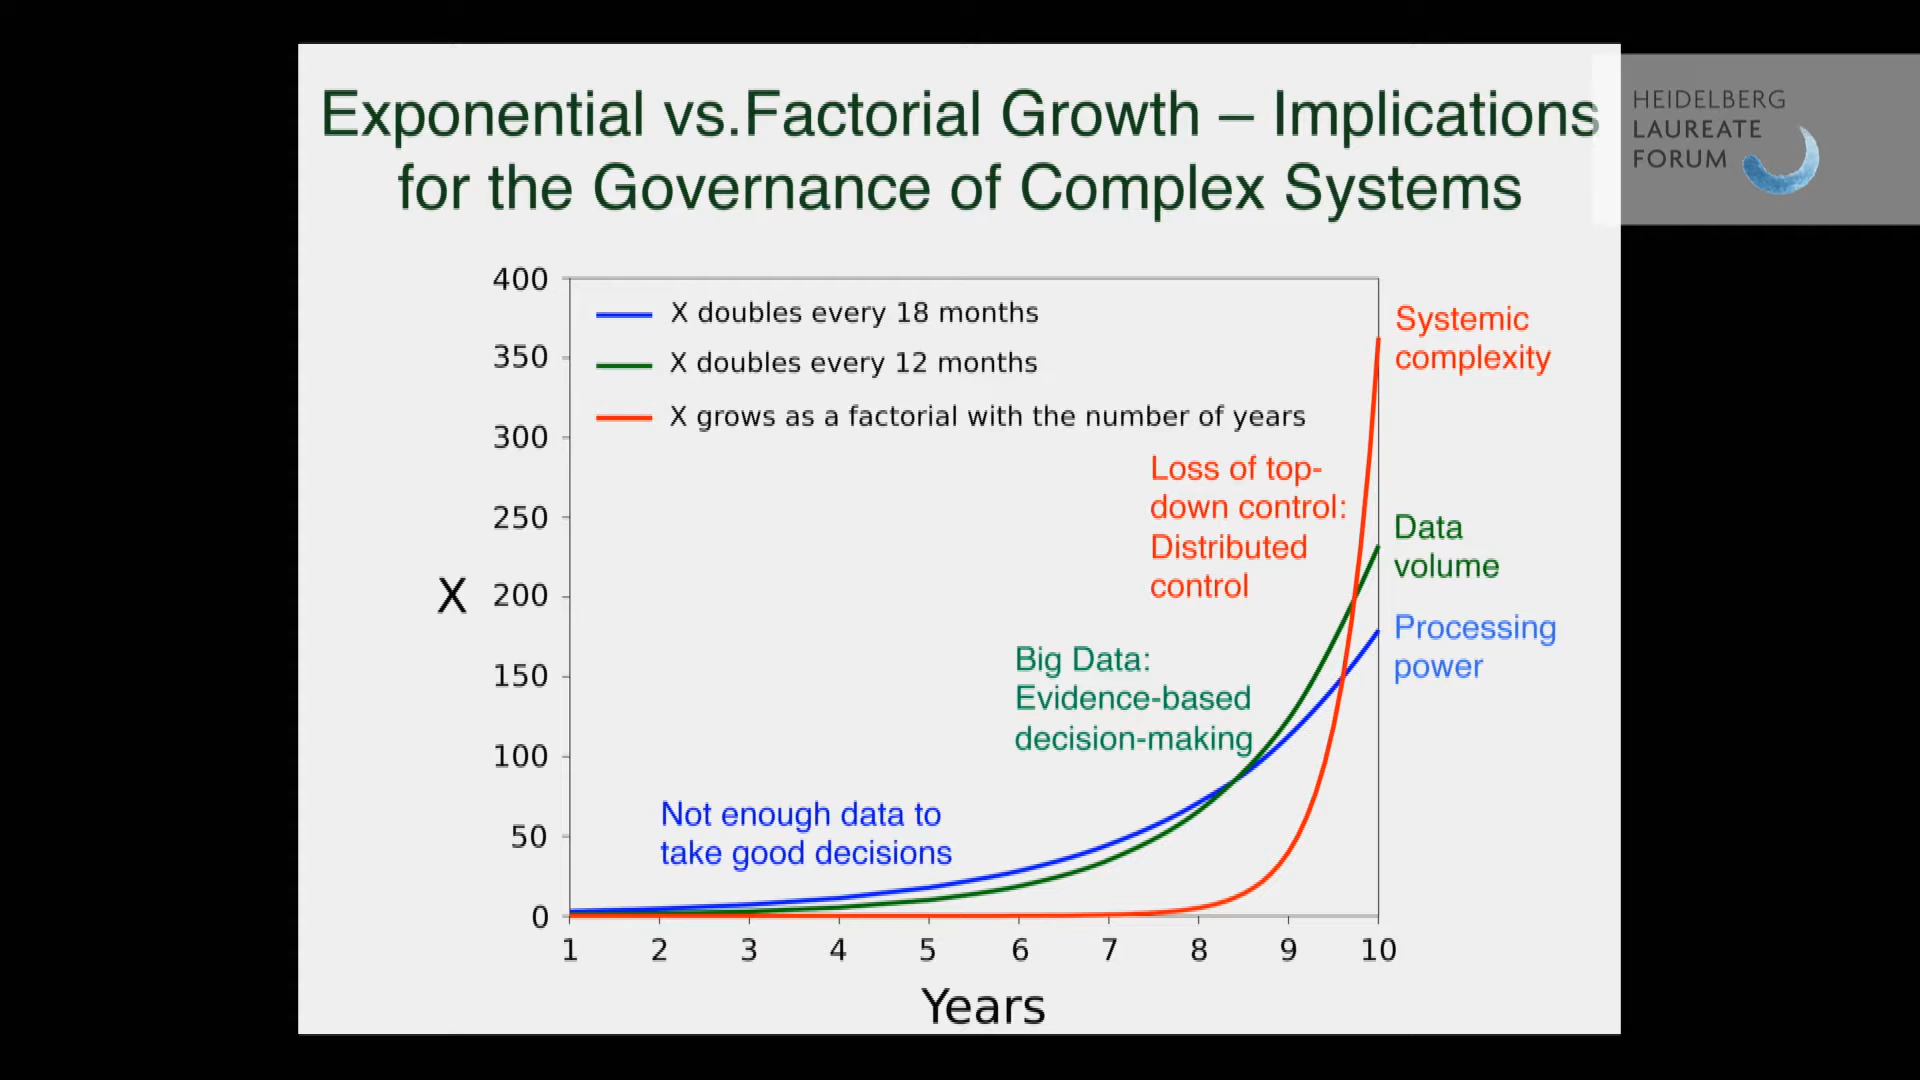 Exponential vs.Factorial Growth – Implications
for the Governance of Complex Systems
HEIDELBERG
LAUREATE
FORUM
400
350
300
250
200
150
100
50
0
X
X doubles every 18 months
X doubles every 12 months
X grows as a factorial with the number of years
Systemic
complexity
Loss of top-
down control:
Distributed
control
Data
volume
Processing
power
Big Data:
Evidence-based
decision-making
Not enough data to
take good decisions
1 2 3 4 5 6 7 8 9 10
Years